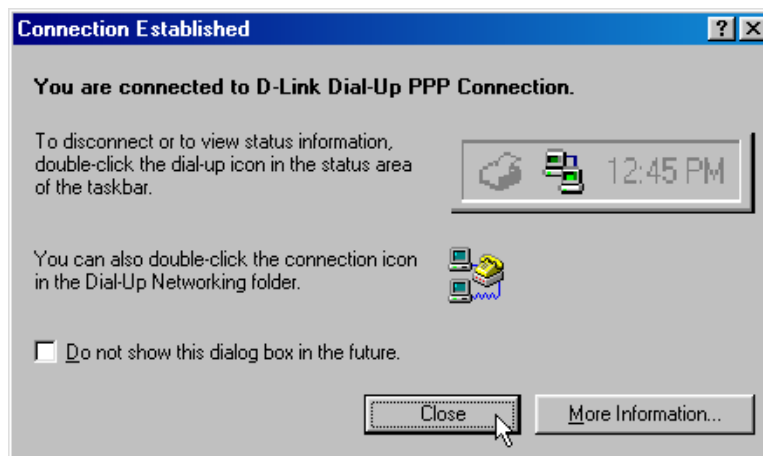 Connection Established
You are connected to D-Link Dial-Up PPP Connection.
To disconnect or to view status information,
double-click the dial-up icon in the status area
of the taskbar.
12:45 PM
You can also double-click the connection icon
in the Dial-Up Networking folder.
Do not show this dialog box in the future.
Close
More Information...